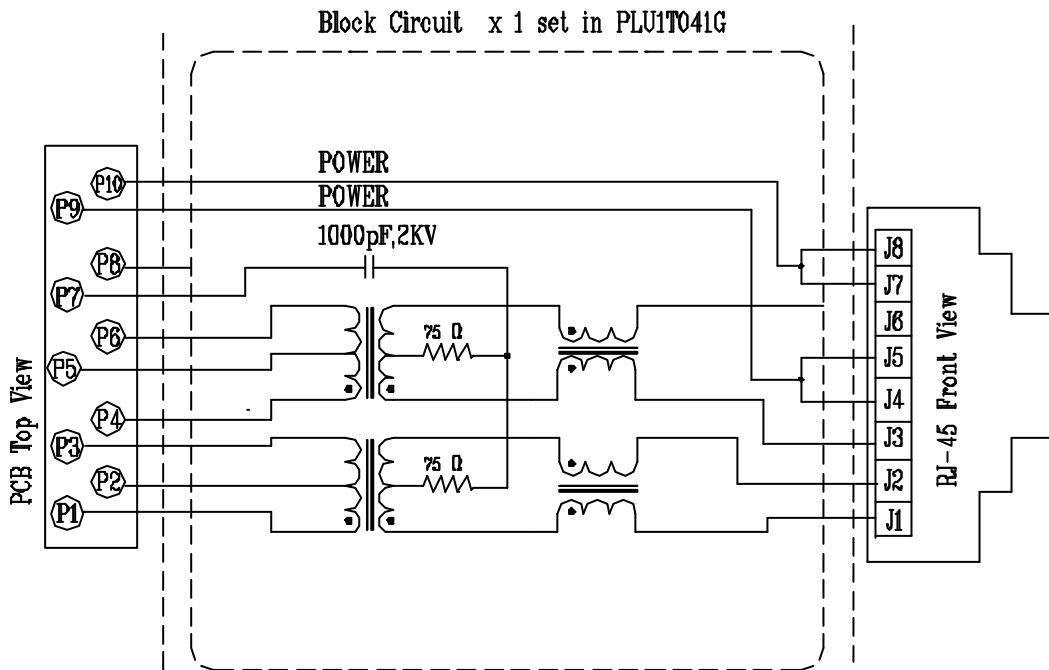 Block Circuit x 1 set in PLU1T041G
POWER
P10
POWER
P9
1000pF,2KV
P8
P7
P6
P5
P4
P3
P2
P1
75 Ω
75 Ω
J8
J7
J6
J5
J4
J3
J2
J1
PCB Top View
RJ-45 Front View